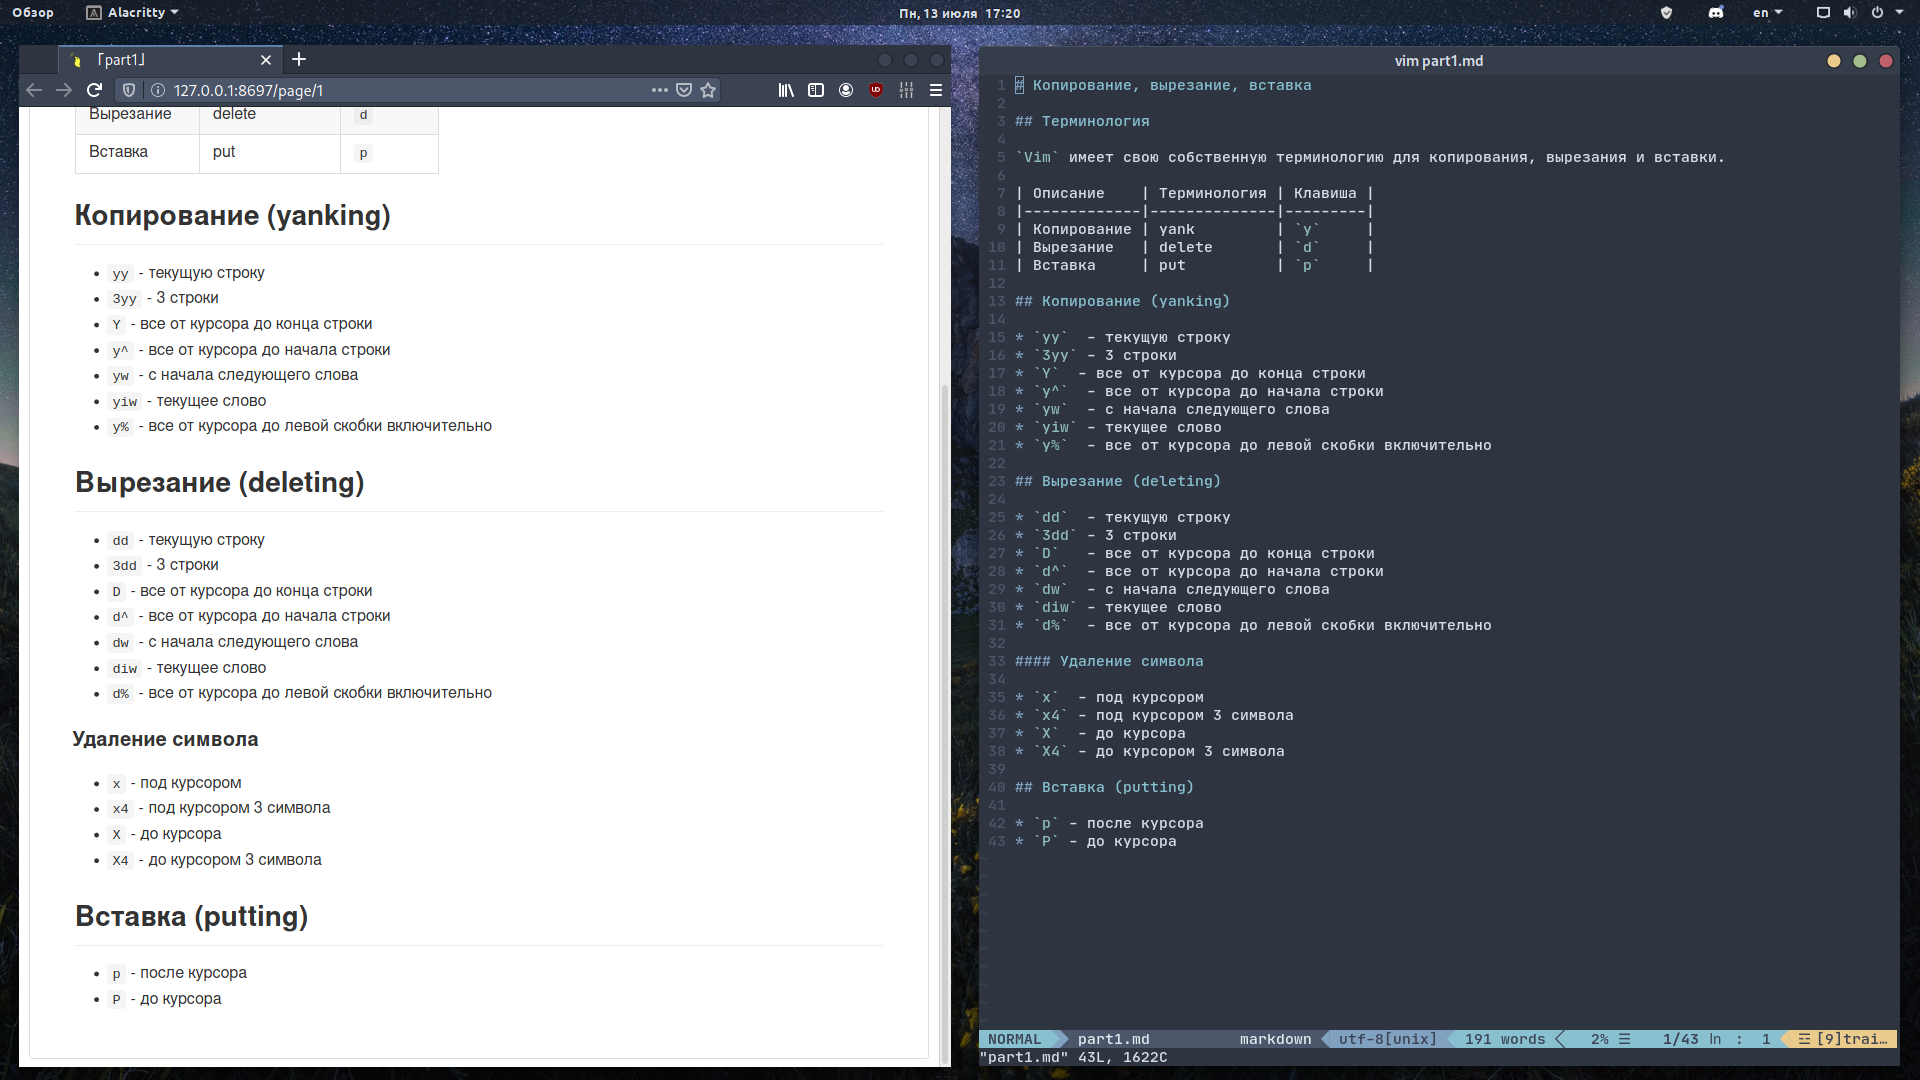 Обзор
Alacritty
Пн, 13 июля 17:20
en
「part1」
127.0.0.1:8697/page/1
Вырезание delete d
Вставка put p
Копирование (yanking)
• yy - текущую строку
• 3yy - 3 строки
• Y - все от курсора до конца строки
• y^ - все от курсора до начала строки
• yw - с начала следующего слова
• yiw - текущее слово
• y% - все от курсора до левой скобки включительно
Вырезание (deleting)
• dd - текущую строку
• 3dd - 3 строки
• D - все от курсора до конца строки
• d^ - все от курсора до начала строки
• dw - с начала следующего слова
• diw - текущее слово
• d% - все от курсора до левой скобки включительно
Удаление символа
• x - под курсором
• x4 - под курсором 3 символа
• X - до курсора
• X4 - до курсором 3 символа
Вставка (putting)
• p - после курсора
• P - до курсора
vim part1.md
1 # Копирование, вырезание, вставка
2
3 ## Терминология
4
5 `Vim` имеет свою собственную терминологию для копирования, вырезания и вставки.
6
7 | Описание    | Терминология | Клавиша |
8 |-------------|--------------|---------|
9 | Копирование | yank         | `y`     |
10 | Вырезание   | delete       | `d`     |
11 | Вставка     | put          | `p`     |
12
13 ## Копирование (yanking)
14
15 * `yy`  - текущую строку
16 * `3yy` - 3 строки
17 * `Y`  - все от курсора до конца строки
18 * `y^`  - все от курсора до начала строки
19 * `yw`  - с начала следующего слова
20 * `yiw` - текущее слово
21 * `y%`  - все от курсора до левой скобки включительно
22
23 ## Вырезание (deleting)
24
25 * `dd`  - текущую строку
26 * `3dd` - 3 строки
27 * `D`   - все от курсора до конца строки
28 * `d^`  - все от курсора до начала строки
29 * `dw`  - с начала следующего слова
30 * `diw` - текущее слово
31 * `d%`  - все от курсора до левой скобки включительно
32
33 #### Удаление символа
34
35 * `x`  - под курсором
36 * `x4` - под курсором 3 символа
37 * `X`  - до курсора
38 * `X4` - до курсором 3 символа
39
40 ## Вставка (putting)
41
42 * `p` - после курсора
43 * `P` - до курсора
NORMAL part1.md markdown utf-8[unix] 191 words 2% ☰ 1/43 ln : 1 ☲ [9]trai…
"part1.md" 43L, 1622C